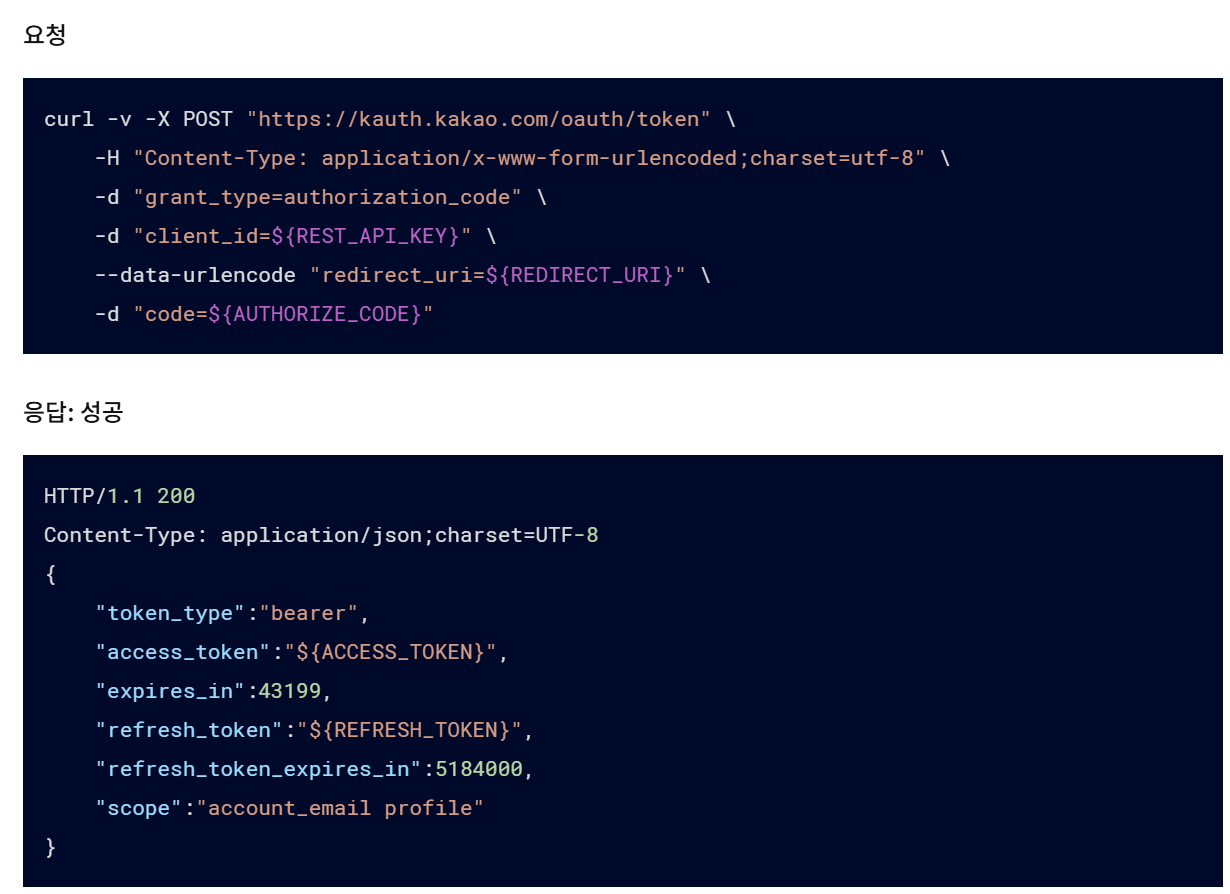 요청
curl -v -X POST "https://kauth.kakao.com/oauth/token" \
    -H "Content-Type: application/x-www-form-urlencoded;charset=utf-8" \
    -d "grant_type=authorization_code" \
    -d "client_id=${REST_API_KEY}" \
    --data-urlencode "redirect_uri=${REDIRECT_URI}" \
    -d "code=${AUTHORIZE_CODE}"
응답: 성공
HTTP/1.1 200
Content-Type: application/json;charset=UTF-8
{
    "token_type":"bearer",
    "access_token":"${ACCESS_TOKEN}",
    "expires_in":43199,
    "refresh_token":"${REFRESH_TOKEN}",
    "refresh_token_expires_in":5184000,
    "scope":"account_email profile"
}